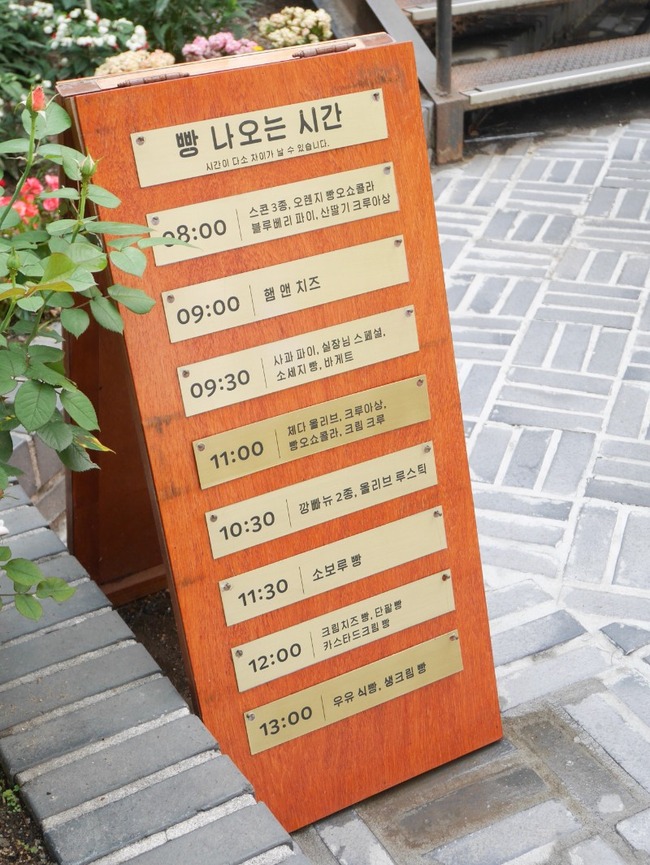 빵 나오는 시간
시간이 다소 차이가 날 수 있습니다.
08:00
스콘 3종, 오렌지 빵오쇼콜라
블루베리 파이, 산딸기 크루아상
09:00
햄 앤 치즈
09:30
사과 파이, 실장님 스페셜,
소세지 빵, 바게트
11:00
체다 올리브, 크루아상,
빵오쇼콜라, 크림 크루
10:30
깜빠뉴 2종, 올리브 루스틱
11:30
소보루 빵
12:00
크림치즈 빵, 단팥빵
카스타드크림 빵
13:00
우유 식빵, 생크림 빵